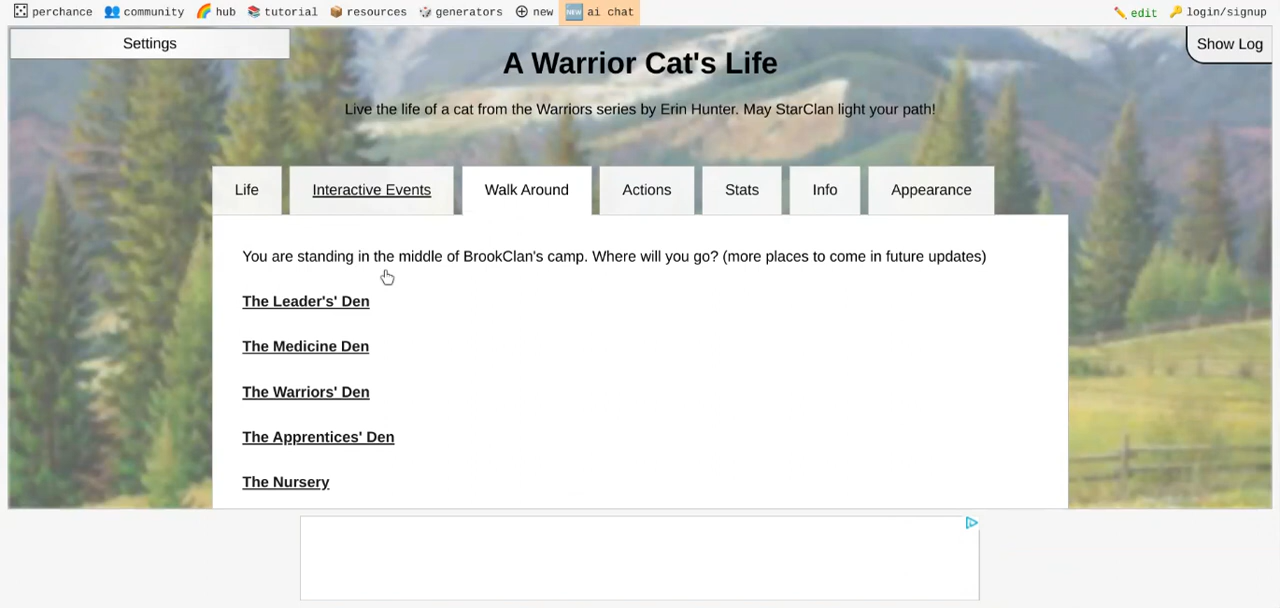 perchance community hub tutorial resources generators new ai chat edit login/signup
Settings
Show Log
A Warrior Cat's Life
Live the life of a cat from the Warriors series by Erin Hunter. May StarClan light your path!
Life Interactive Events Walk Around Actions Stats Info Appearance
You are standing in the middle of BrookClan's camp. Where will you go? (more places to come in future updates)
The Leader's' Den
The Medicine Den
The Warriors' Den
The Apprentices' Den
The Nursery